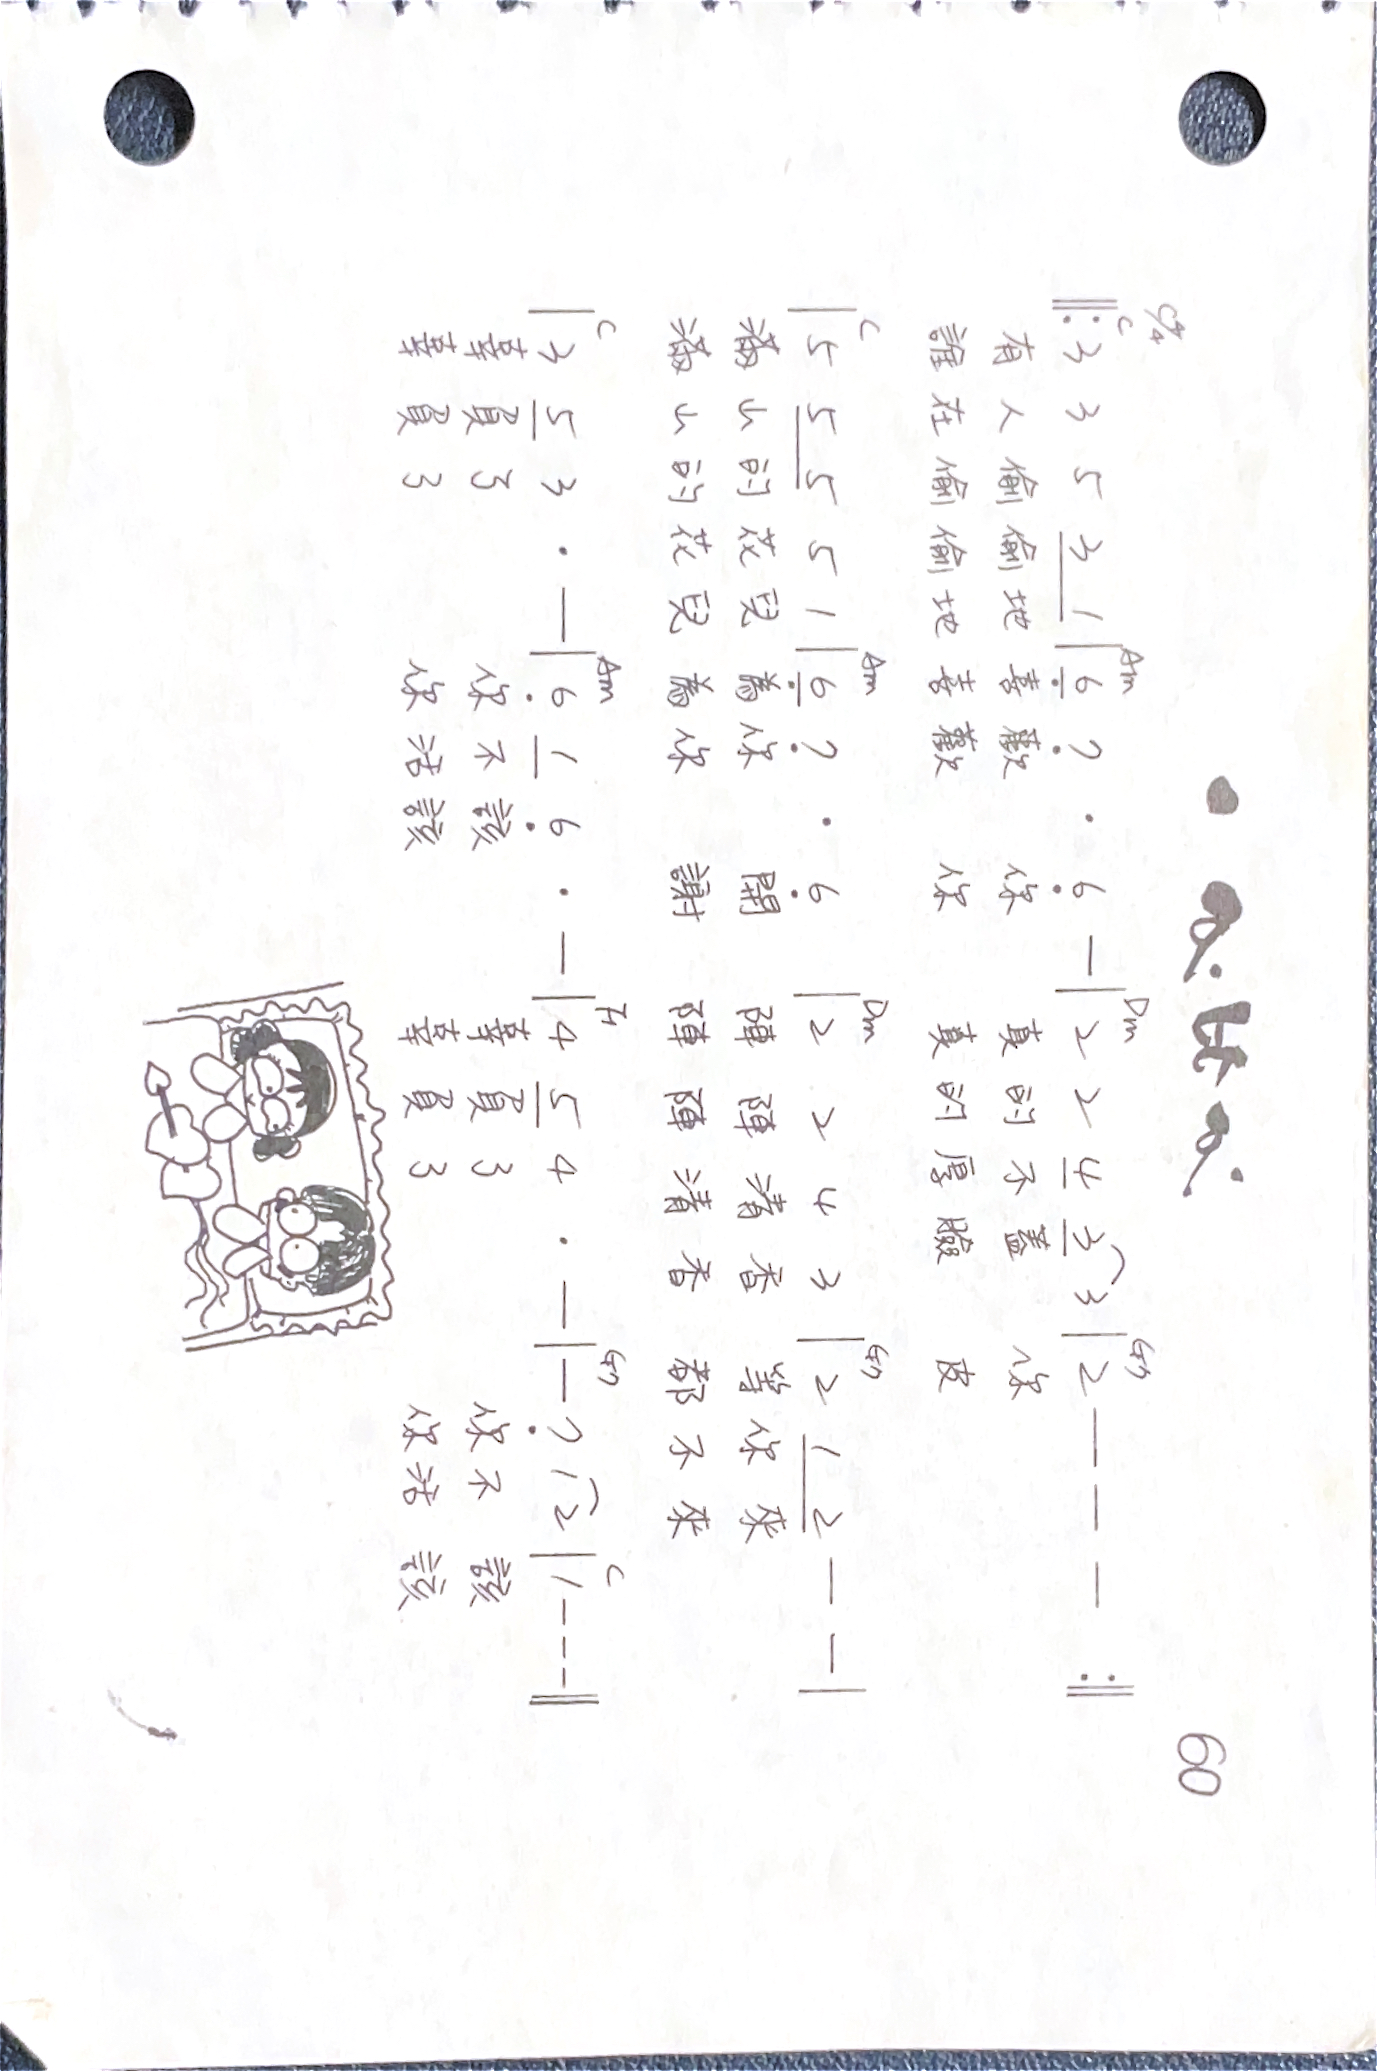 60
C 4/4
C Am Dm G7
‖: 3 3 5 3 1 | 6 7 · 6 — | 2 2 4 3 3 | 2 — — — :‖
有人偷偷地喜歡 你 真的不蓋 你
誰在偷偷地喜歡 你 真的厚臉 皮
C Am Dm G7
| 5 5 5 5 1 | 6 7 · 6 | 2 2 4 3 | 2 1 2 — — |
滿山的花兒為你 開 陣陣清香 等你來
滿山的花兒為你 謝 陣陣清香 都不來
C Am F G7 C
| 3 5 3 · — | 6 1 6 · — | 4 5 4 · — | — 7 1 2 | 1 - - - ‖
辜負了 你不該 辜負了 你不該
辜負了 你活該 辜負了 你活該